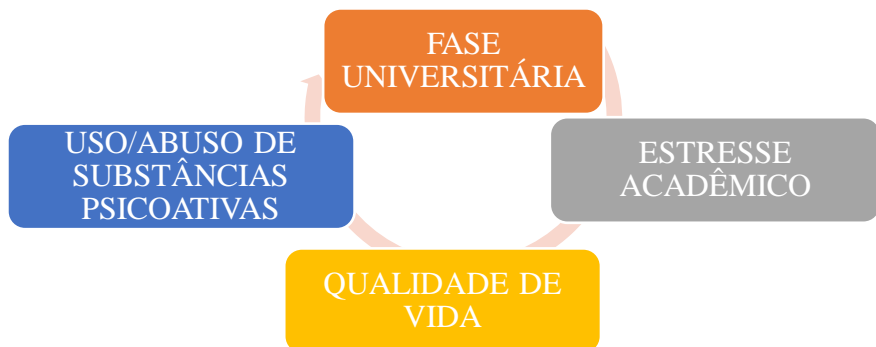 FASE
UNIVERSITÁRIA
ESTRESSE
ACADÊMICO
QUALIDADE DE
VIDA
USO/ABUSO DE
SUBSTÂNCIAS
PSICOATIVAS